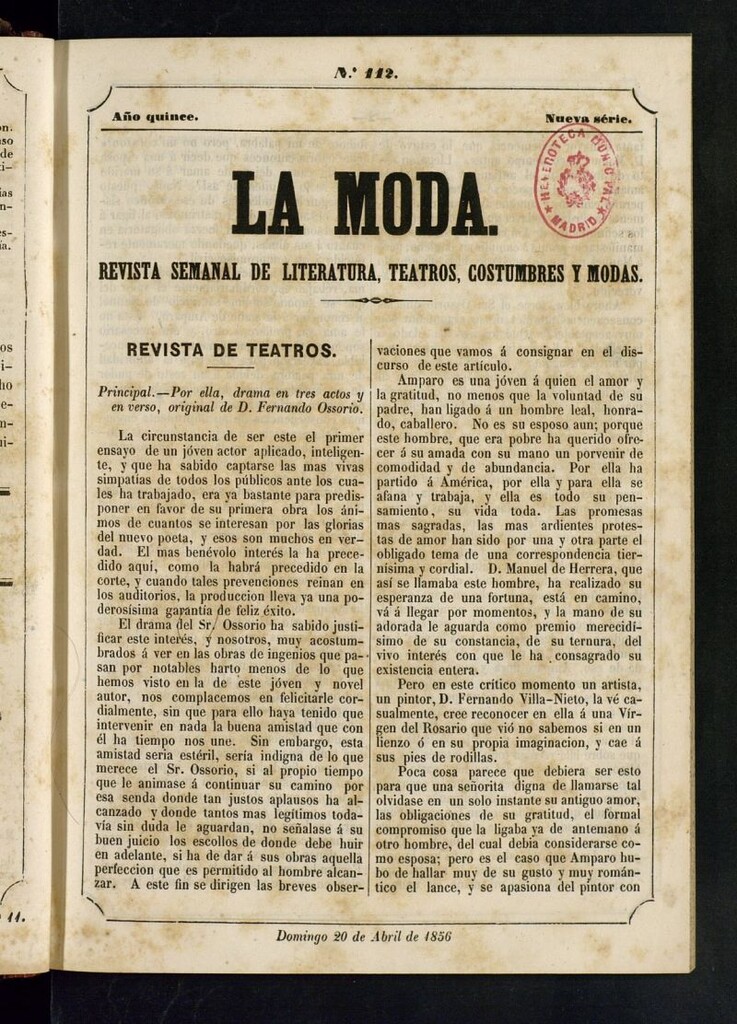 N.º 112.
Año quince.
Nueva série.
HEMEROTECA MUNICIPAL
★ MADRID ★
LA MODA.
REVISTA SEMANAL DE LITERATURA, TEATROS, COSTUMBRES Y MODAS.
REVISTA DE TEATROS.
Principal.—Por ella, drama en tres actos y
en verso, original de D. Fernando Ossorio.
La circunstancia de ser este el primer
ensayo de un jóven actor aplicado, inteligen-
te, y que ha sabido captarse las mas vivas
simpatías de todos los públicos ante los cua-
les ha trabajado, era ya bastante para predis-
poner en favor de su primera obra los áni-
mos de cuantos se interesan por las glorias
del nuevo poeta, y esos son muchos en ver-
dad. El mas benévolo interés la ha prece-
dido aquí, como la habrá precedido en la
corte, y cuando tales prevenciones reinan en
los auditorios, la produccion lleva ya una po-
derosísima garantía de feliz éxito.
El drama del Sr. Ossorio ha sabido justi-
ficar este interés, y nosotros, muy acostum-
brados á ver en las obras de ingenios que pa-
san por notables harto menos de lo que
hemos visto en la de este jóven y novel
autor, nos complacemos en felicitarle cor-
dialmente, sin que para ello haya tenido que
intervenir en nada la buena amistad que con
él ha tiempo nos une. Sin embargo, esta
amistad seria estéril, sería indigna de lo que
merece el Sr. Ossorio, si al propio tiempo
que le animase á continuar su camino por
esa senda donde tan justos aplausos ha al-
canzado y donde tantos mas legítimos toda-
vía sin duda le aguardan, no señalase á su
buen juicio los escollos de donde debe huir
en adelante, si ha de dar á sus obras aquella
perfeccion que es permitido al hombre alcan-
zar. A este fin se dirigen las breves obser-
vaciones que vamos á consignar en el dis-
curso de este artículo.
Amparo es una jóven á quien el amor y
la gratitud, no menos que la voluntad de su
padre, han ligado á un hombre leal, honra-
do, caballero. No es su esposo aun; porque
este hombre, que era pobre ha querido ofre-
cer á su amada con su mano un porvenir de
comodidad y de abundancia. Por ella ha
partido á América, por ella y para ella se
afana y trabaja, y ella es todo su pen-
samiento, su vida toda. Las promesas
mas sagradas, las mas ardientes protes-
tas de amor han sido por una y otra parte el
obligado tema de una correspondencia tier-
nísima y cordial. D. Manuel de Herrera, que
así se llamaba este hombre, ha realizado su
esperanza de una fortuna, está en camino,
vá á llegar por momentos, y la mano de su
adorada le aguarda como premio merecidí-
simo de su constancia, de su ternura, del
vivo interés con que le ha consagrado su
existencia entera.
Pero en este crítico momento un artista,
un pintor, D. Fernando Villa-Nieto, la vé ca-
sualmente, cree reconocer en ella á una Vír-
gen del Rosario que vió no sabemos si en un
lienzo ó en su propia imaginacion, y cae á
sus pies de rodillas.
Poca cosa parece que debiera ser esto
para que una señorita digna de llamarse tal
olvidase en un solo instante su antiguo amor,
las obligaciones de su gratitud, el formal
compromiso que la ligaba ya de antemano á
otro hombre, del cual debia considerarse co-
mo esposa; pero es el caso que Amparo hu-
bo de hallar muy de su gusto y muy román-
tico el lance, y se apasiona del pintor con
Domingo 20 de Abril de 1856
11.